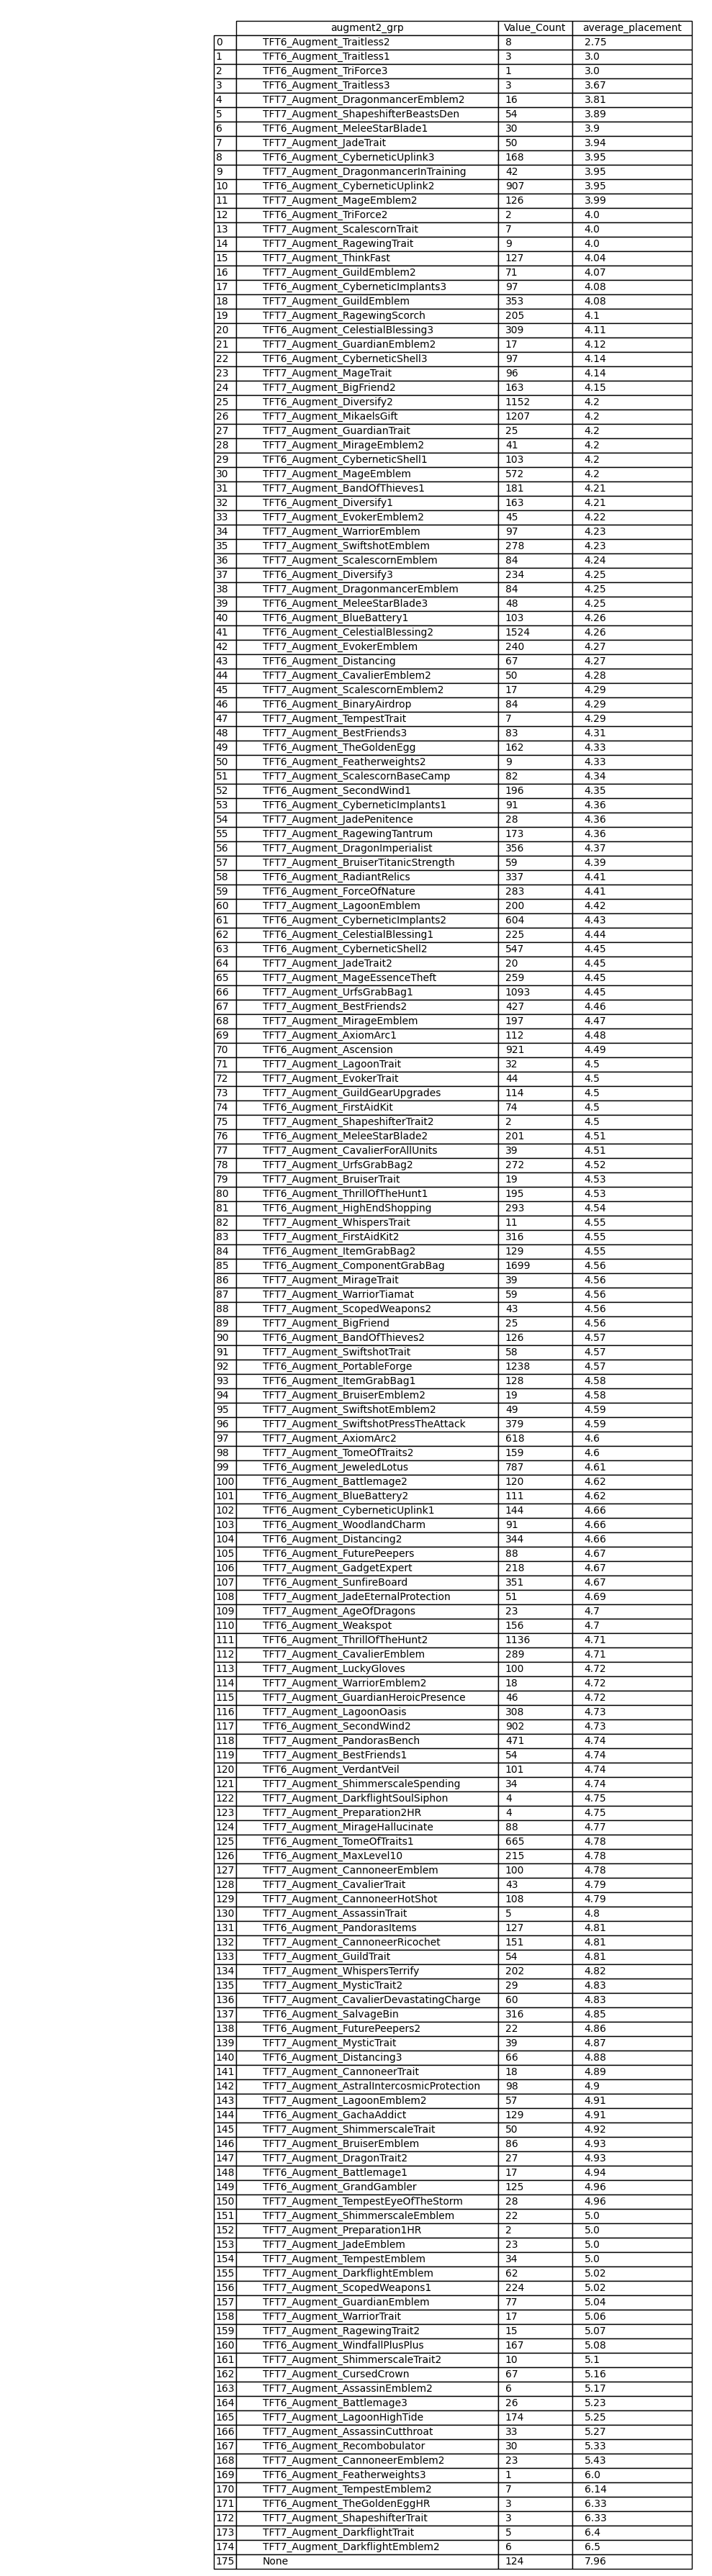 augment2_grp Value_Count average_placement
0 TFT6_Augment_Traitless2 8 2.75
1 TFT6_Augment_Traitless1 3 3.0
2 TFT6_Augment_TriForce3 1 3.0
3 TFT6_Augment_Traitless3 3 3.67
4 TFT7_Augment_DragonmancerEmblem2 16 3.81
5 TFT7_Augment_ShapeshifterBeastsDen 54 3.89
6 TFT6_Augment_MeleeStarBlade1 30 3.9
7 TFT7_Augment_JadeTrait 50 3.94
8 TFT6_Augment_CyberneticUplink3 168 3.95
9 TFT7_Augment_DragonmancerInTraining 42 3.95
10 TFT6_Augment_CyberneticUplink2 907 3.95
11 TFT7_Augment_MageEmblem2 126 3.99
12 TFT6_Augment_TriForce2 2 4.0
13 TFT7_Augment_ScalescornTrait 7 4.0
14 TFT7_Augment_RagewingTrait 9 4.0
15 TFT7_Augment_ThinkFast 127 4.04
16 TFT7_Augment_GuildEmblem2 71 4.07
17 TFT6_Augment_CyberneticImplants3 97 4.08
18 TFT7_Augment_GuildEmblem 353 4.08
19 TFT7_Augment_RagewingScorch 205 4.1
20 TFT6_Augment_CelestialBlessing3 309 4.11
21 TFT7_Augment_GuardianEmblem2 17 4.12
22 TFT6_Augment_CyberneticShell3 97 4.14
23 TFT7_Augment_MageTrait 96 4.14
24 TFT7_Augment_BigFriend2 163 4.15
25 TFT6_Augment_Diversify2 1152 4.2
26 TFT7_Augment_MikaelsGift 1207 4.2
27 TFT7_Augment_GuardianTrait 25 4.2
28 TFT7_Augment_MirageEmblem2 41 4.2
29 TFT6_Augment_CyberneticShell1 103 4.2
30 TFT7_Augment_MageEmblem 572 4.2
31 TFT7_Augment_BandOfThieves1 181 4.21
32 TFT6_Augment_Diversify1 163 4.21
33 TFT7_Augment_EvokerEmblem2 45 4.22
34 TFT7_Augment_WarriorEmblem 97 4.23
35 TFT7_Augment_SwiftshotEmblem 278 4.23
36 TFT7_Augment_ScalescornEmblem 84 4.24
37 TFT6_Augment_Diversify3 234 4.25
38 TFT7_Augment_DragonmancerEmblem 84 4.25
39 TFT6_Augment_MeleeStarBlade3 48 4.25
40 TFT6_Augment_BlueBattery1 103 4.26
41 TFT6_Augment_CelestialBlessing2 1524 4.26
42 TFT7_Augment_EvokerEmblem 240 4.27
43 TFT6_Augment_Distancing 67 4.27
44 TFT7_Augment_CavalierEmblem2 50 4.28
45 TFT7_Augment_ScalescornEmblem2 17 4.29
46 TFT6_Augment_BinaryAirdrop 84 4.29
47 TFT7_Augment_TempestTrait 7 4.29
48 TFT7_Augment_BestFriends3 83 4.31
49 TFT6_Augment_TheGoldenEgg 162 4.33
50 TFT6_Augment_Featherweights2 9 4.33
51 TFT7_Augment_ScalescornBaseCamp 82 4.34
52 TFT6_Augment_SecondWind1 196 4.35
53 TFT6_Augment_CyberneticImplants1 91 4.36
54 TFT7_Augment_JadePenitence 28 4.36
55 TFT7_Augment_RagewingTantrum 173 4.36
56 TFT7_Augment_DragonImperialist 356 4.37
57 TFT7_Augment_BruiserTitanicStrength 59 4.39
58 TFT6_Augment_RadiantRelics 337 4.41
59 TFT6_Augment_ForceOfNature 283 4.41
60 TFT7_Augment_LagoonEmblem 200 4.42
61 TFT6_Augment_CyberneticImplants2 604 4.43
62 TFT6_Augment_CelestialBlessing1 225 4.44
63 TFT6_Augment_CyberneticShell2 547 4.45
64 TFT7_Augment_JadeTrait2 20 4.45
65 TFT7_Augment_MageEssenceTheft 259 4.45
66 TFT7_Augment_UrfsGrabBag1 1093 4.45
67 TFT7_Augment_BestFriends2 427 4.46
68 TFT7_Augment_MirageEmblem 197 4.47
69 TFT7_Augment_AxiomArc1 112 4.48
70 TFT6_Augment_Ascension 921 4.49
71 TFT7_Augment_LagoonTrait 32 4.5
72 TFT7_Augment_EvokerTrait 44 4.5
73 TFT7_Augment_GuildGearUpgrades 114 4.5
74 TFT6_Augment_FirstAidKit 74 4.5
75 TFT7_Augment_ShapeshifterTrait2 2 4.5
76 TFT6_Augment_MeleeStarBlade2 201 4.51
77 TFT7_Augment_CavalierForAllUnits 39 4.51
78 TFT7_Augment_UrfsGrabBag2 272 4.52
79 TFT7_Augment_BruiserTrait 19 4.53
80 TFT6_Augment_ThrillOfTheHunt1 195 4.53
81 TFT6_Augment_HighEndShopping 293 4.54
82 TFT7_Augment_WhispersTrait 11 4.55
83 TFT7_Augment_FirstAidKit2 316 4.55
84 TFT6_Augment_ItemGrabBag2 129 4.55
85 TFT6_Augment_ComponentGrabBag 1699 4.56
86 TFT7_Augment_MirageTrait 39 4.56
87 TFT7_Augment_WarriorTiamat 59 4.56
88 TFT7_Augment_ScopedWeapons2 43 4.56
89 TFT7_Augment_BigFriend 25 4.56
90 TFT6_Augment_BandOfThieves2 126 4.57
91 TFT7_Augment_SwiftshotTrait 58 4.57
92 TFT6_Augment_PortableForge 1238 4.57
93 TFT6_Augment_ItemGrabBag1 128 4.58
94 TFT7_Augment_BruiserEmblem2 19 4.58
95 TFT7_Augment_SwiftshotEmblem2 49 4.59
96 TFT7_Augment_SwiftshotPressTheAttack 379 4.59
97 TFT7_Augment_AxiomArc2 618 4.6
98 TFT7_Augment_TomeOfTraits2 159 4.6
99 TFT6_Augment_JeweledLotus 787 4.61
100 TFT6_Augment_Battlemage2 120 4.62
101 TFT6_Augment_BlueBattery2 111 4.62
102 TFT6_Augment_CyberneticUplink1 144 4.66
103 TFT6_Augment_WoodlandCharm 91 4.66
104 TFT6_Augment_Distancing2 344 4.66
105 TFT6_Augment_FuturePeepers 88 4.67
106 TFT7_Augment_GadgetExpert 218 4.67
107 TFT6_Augment_SunfireBoard 351 4.67
108 TFT7_Augment_JadeEternalProtection 51 4.69
109 TFT7_Augment_AgeOfDragons 23 4.7
110 TFT6_Augment_Weakspot 156 4.7
111 TFT6_Augment_ThrillOfTheHunt2 1136 4.71
112 TFT7_Augment_CavalierEmblem 289 4.71
113 TFT7_Augment_LuckyGloves 100 4.72
114 TFT7_Augment_WarriorEmblem2 18 4.72
115 TFT7_Augment_GuardianHeroicPresence 46 4.72
116 TFT7_Augment_LagoonOasis 308 4.73
117 TFT6_Augment_SecondWind2 902 4.73
118 TFT7_Augment_PandorasBench 471 4.74
119 TFT7_Augment_BestFriends1 54 4.74
120 TFT6_Augment_VerdantVeil 101 4.74
121 TFT7_Augment_ShimmerscaleSpending 34 4.74
122 TFT7_Augment_DarkflightSoulSiphon 4 4.75
123 TFT7_Augment_Preparation2HR 4 4.75
124 TFT7_Augment_MirageHallucinate 88 4.77
125 TFT6_Augment_TomeOfTraits1 665 4.78
126 TFT6_Augment_MaxLevel10 215 4.78
127 TFT7_Augment_CannoneerEmblem 100 4.78
128 TFT7_Augment_CavalierTrait 43 4.79
129 TFT7_Augment_CannoneerHotShot 108 4.79
130 TFT7_Augment_AssassinTrait 5 4.8
131 TFT6_Augment_PandorasItems 127 4.81
132 TFT7_Augment_CannoneerRicochet 151 4.81
133 TFT7_Augment_GuildTrait 54 4.81
134 TFT7_Augment_WhispersTerrify 202 4.82
135 TFT7_Augment_MysticTrait2 29 4.83
136 TFT7_Augment_CavalierDevastatingCharge 60 4.83
137 TFT6_Augment_SalvageBin 316 4.85
138 TFT6_Augment_FuturePeepers2 22 4.86
139 TFT7_Augment_MysticTrait 39 4.87
140 TFT6_Augment_Distancing3 66 4.88
141 TFT7_Augment_CannoneerTrait 18 4.89
142 TFT7_Augment_AstralIntercosmicProtection 98 4.9
143 TFT7_Augment_LagoonEmblem2 57 4.91
144 TFT6_Augment_GachaAddict 129 4.91
145 TFT7_Augment_ShimmerscaleTrait 50 4.92
146 TFT7_Augment_BruiserEmblem 86 4.93
147 TFT7_Augment_DragonTrait2 27 4.93
148 TFT6_Augment_Battlemage1 17 4.94
149 TFT6_Augment_GrandGambler 125 4.96
150 TFT7_Augment_TempestEyeOfTheStorm 28 4.96
151 TFT7_Augment_ShimmerscaleEmblem 22 5.0
152 TFT7_Augment_Preparation1HR 2 5.0
153 TFT7_Augment_JadeEmblem 23 5.0
154 TFT7_Augment_TempestEmblem 34 5.0
155 TFT7_Augment_DarkflightEmblem 62 5.02
156 TFT7_Augment_ScopedWeapons1 224 5.02
157 TFT7_Augment_GuardianEmblem 77 5.04
158 TFT7_Augment_WarriorTrait 17 5.06
159 TFT7_Augment_RagewingTrait2 15 5.07
160 TFT6_Augment_WindfallPlusPlus 167 5.08
161 TFT7_Augment_ShimmerscaleTrait2 10 5.1
162 TFT7_Augment_CursedCrown 67 5.16
163 TFT7_Augment_AssassinEmblem2 6 5.17
164 TFT6_Augment_Battlemage3 26 5.23
165 TFT7_Augment_LagoonHighTide 174 5.25
166 TFT7_Augment_AssassinCutthroat 33 5.27
167 TFT6_Augment_Recombobulator 30 5.33
168 TFT7_Augment_CannoneerEmblem2 23 5.43
169 TFT6_Augment_Featherweights3 1 6.0
170 TFT7_Augment_TempestEmblem2 7 6.14
171 TFT6_Augment_TheGoldenEggHR 3 6.33
172 TFT7_Augment_ShapeshifterTrait 3 6.33
173 TFT7_Augment_DarkflightTrait 5 6.4
174 TFT7_Augment_DarkflightEmblem2 6 6.5
175 None 124 7.96